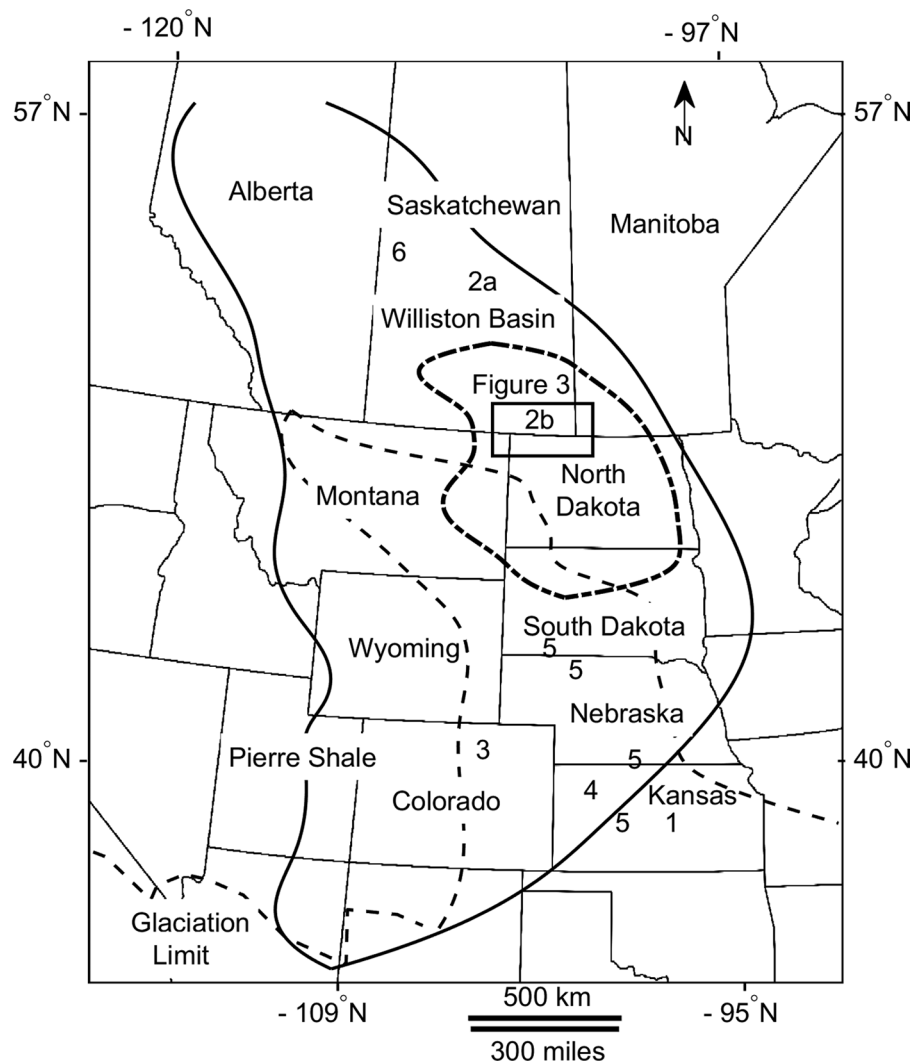 - 120°N
- 97°N
57°N
57°N
N
Alberta
Saskatchewan
Manitoba
6
2a
Williston Basin
Figure 3
2b
North
Dakota
Montana
South Dakota
5
Wyoming
5
Nebraska
40°N
Pierre Shale
3
5
40°N
4
Kansas
Colorado
5
1
Glaciation
Limit
500 km
- 109°N
- 95°N
300 miles